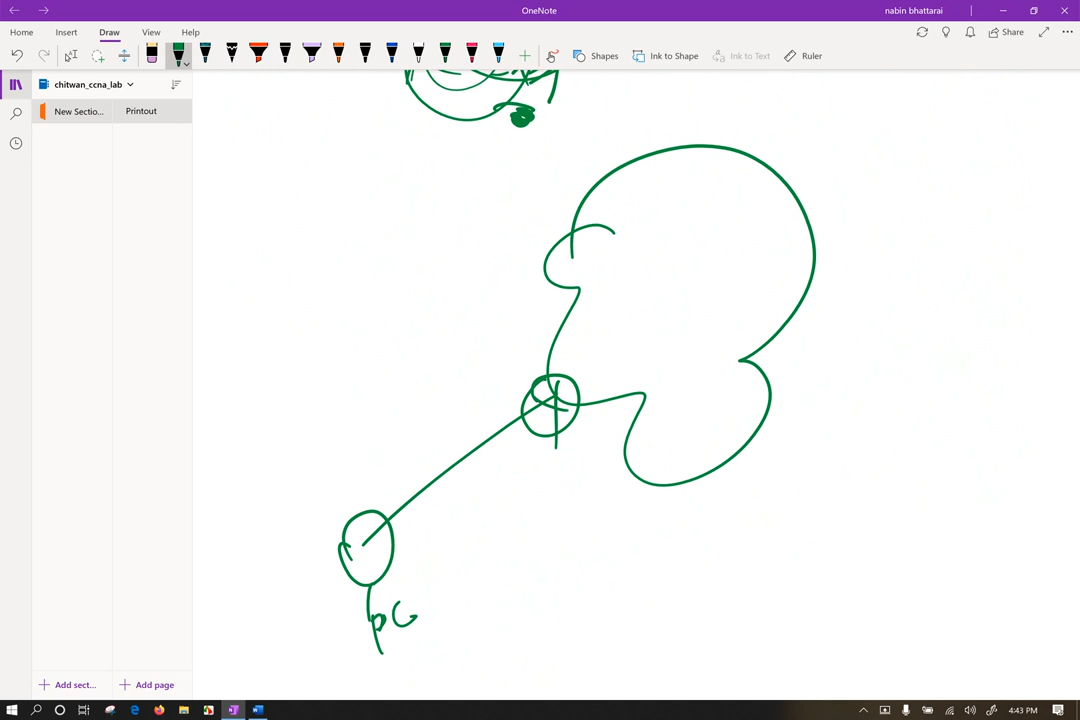 OneNote
nabin bhattarai
Home Insert Draw View Help
Share
Shapes
Ink to Shape
Ink to Text
Ruler
chitwan_ccna_lab
New Sectio... Printout
PC
Add sect... Add page
4:43 PM